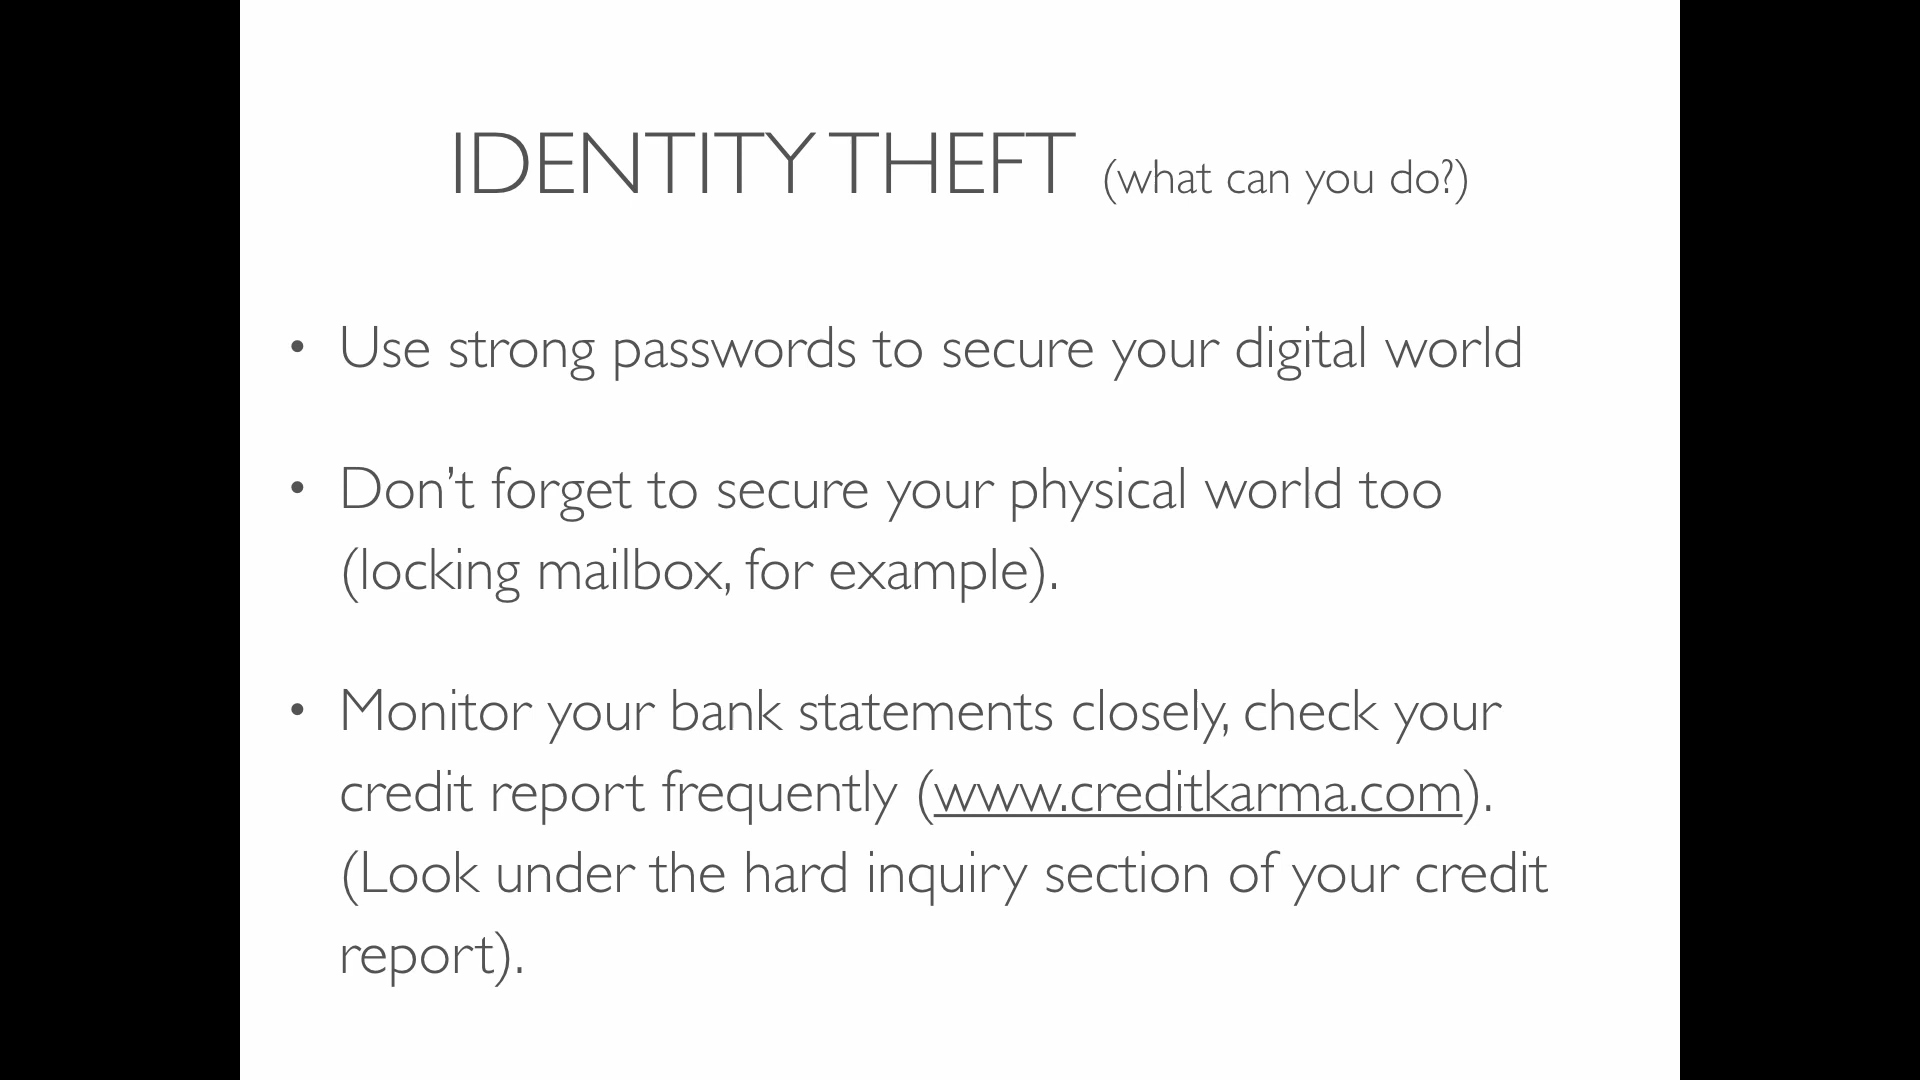 IDENTITY THEFT (what can you do?)
• Use strong passwords to secure your digital world
• Don’t forget to secure your physical world too
(locking mailbox, for example).
• Monitor your bank statements closely, check your
credit report frequently (www.creditkarma.com).
(Look under the hard inquiry section of your credit
report).